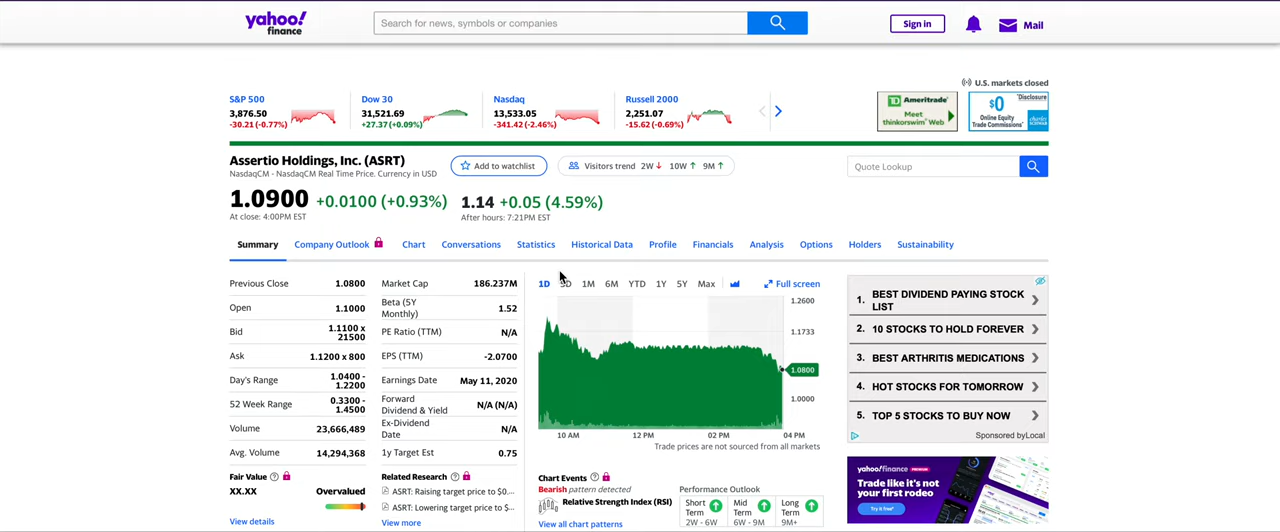 yahoo!
finance
Search for news, symbols or companies
Sign in
Mail
U.S. markets closed
S&P 500
3,876.50
-30.21 (-0.77%)
Dow 30
31,521.69
+27.37 (+0.09%)
Nasdaq
13,533.05
-341.42 (-2.46%)
Russell 2000
2,251.07
-15.62 (-0.69%)
Ameritrade
Meet
thinkorswim® Web
Disclosure
$0
Online Equity
Trade Commissions
charles
SCHWAB
Assertio Holdings, Inc. (ASRT)
NasdaqCM - NasdaqCM Real Time Price. Currency in USD
Add to watchlist
Visitors trend 2W 10W 9M
Quote Lookup
1.0900 +0.0100 (+0.93%)
At close: 4:00PM EST
1.14 +0.05 (4.59%)
After hours: 7:21PM EST
Summary Company Outlook Chart Conversations Statistics Historical Data Profile Financials Analysis Options Holders Sustainability
Previous Close 1.0800
Open 1.1000
Bid 1.1100 x
21500
Ask 1.1200 x 800
Day's Range 1.0400 -
1.2200
52 Week Range 0.3300 -
1.4500
Volume 23,666,489
Avg. Volume 14,294,368
Market Cap 186.237M
Beta (5Y
Monthly) 1.52
PE Ratio (TTM) N/A
EPS (TTM) -2.0700
Earnings Date May 11, 2020
Forward
Dividend & Yield N/A (N/A)
Ex-Dividend
Date N/A
1y Target Est 0.75
Fair Value
XX.XX Overvalued
View details
Related Research
ASRT: Raising target price to $0....
ASRT: Lowering target price to $...
View more
1D 5D 1M 6M YTD 1Y 5Y Max
Full screen
1.2600
1.1733
1.0800
1.0000
10 AM 12 PM 02 PM 04 PM
Trade prices are not sourced from all markets
Chart Events
Bearish pattern detected
Relative Strength Index (RSI)
View all chart patterns
Performance Outlook
Short
Term
2W - 6W
Mid
Term
6W - 9M
Long
Term
9M+
1. BEST DIVIDEND PAYING STOCK
LIST
2. 10 STOCKS TO HOLD FOREVER
3. BEST ARTHRITIS MEDICATIONS
4. HOT STOCKS FOR TOMORROW
5. TOP 5 STOCKS TO BUY NOW
Sponsored byLocal
yahoo!finance PREMIUM
Trade like it's not
your first rodeo
Try it free*